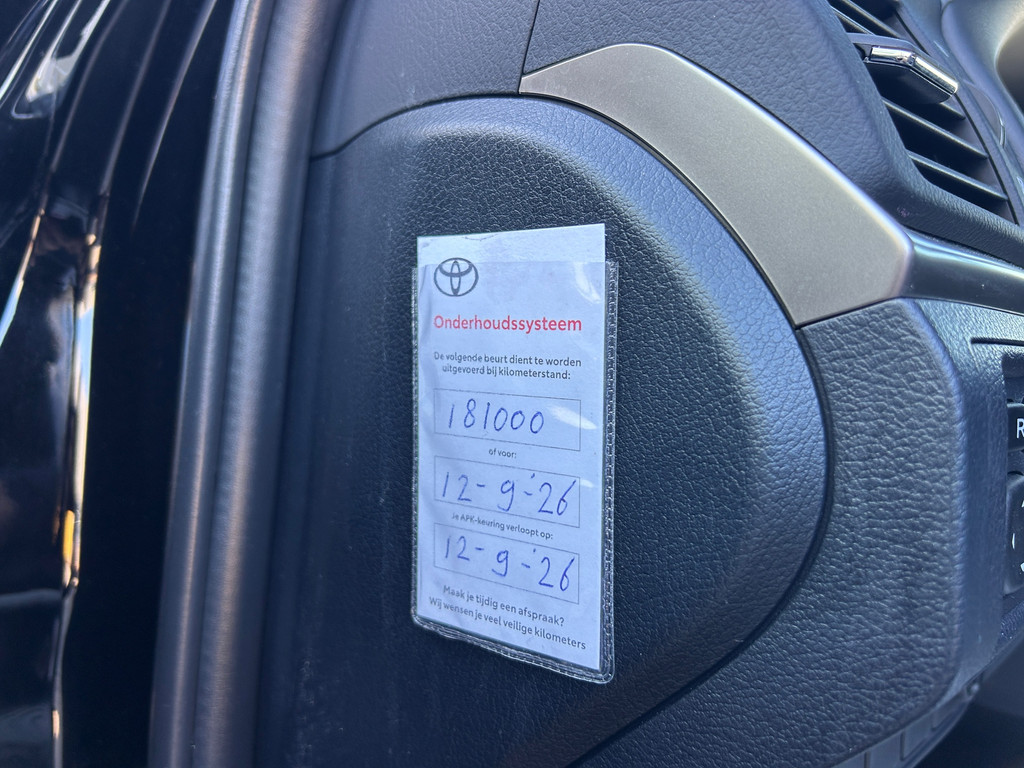 Onderhoudssysteem
De volgende beurt dient te worden
uitgevoerd bij kilometerstand:
181000
of voor:
12-9-'26
Je APK-keuring verloopt op:
12-9-'26
Maak je tijdig een afspraak?
Wij wensen je veel veilige kilometers
R